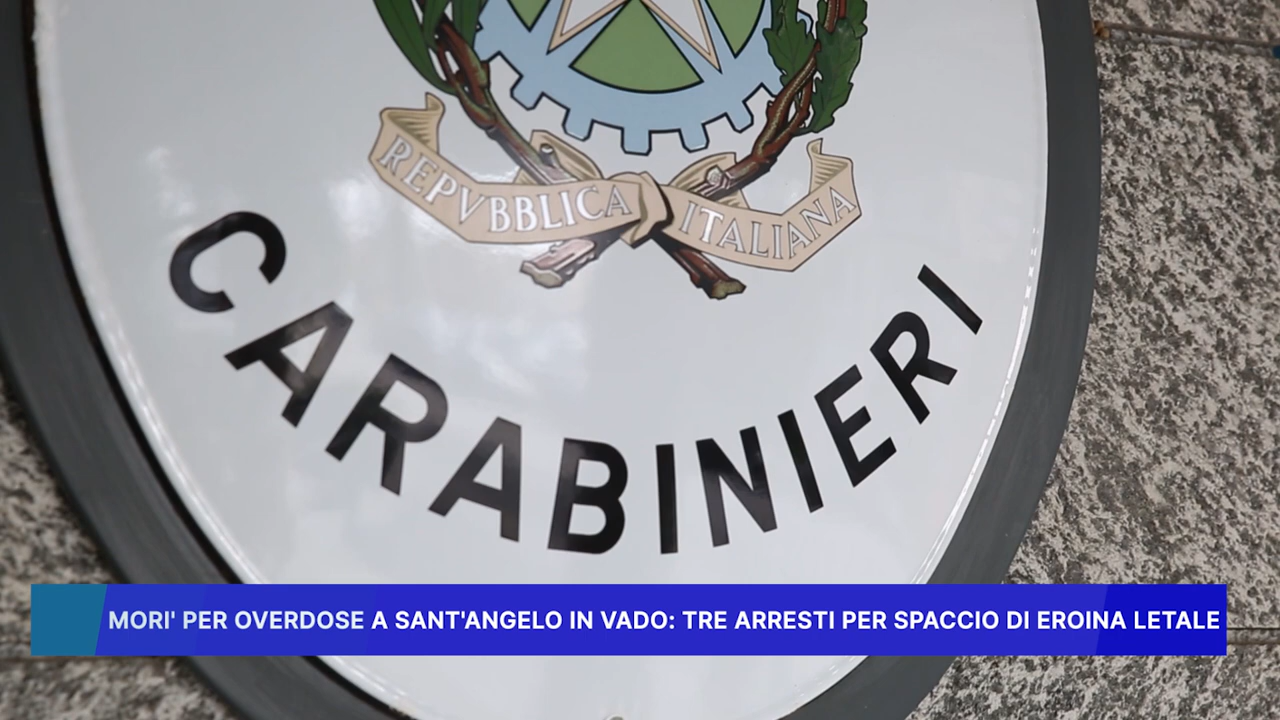 REPVBBLICA ITALIANA
CARABINIERI
MORI' PER OVERDOSE A SANT'ANGELO IN VADO: TRE ARRESTI PER SPACCIO DI EROINA LETALE